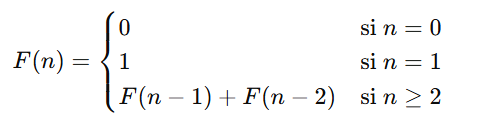 F(n) = { 0 si n = 0
1 si n = 1
F(n − 1) + F(n − 2) si n ≥ 2